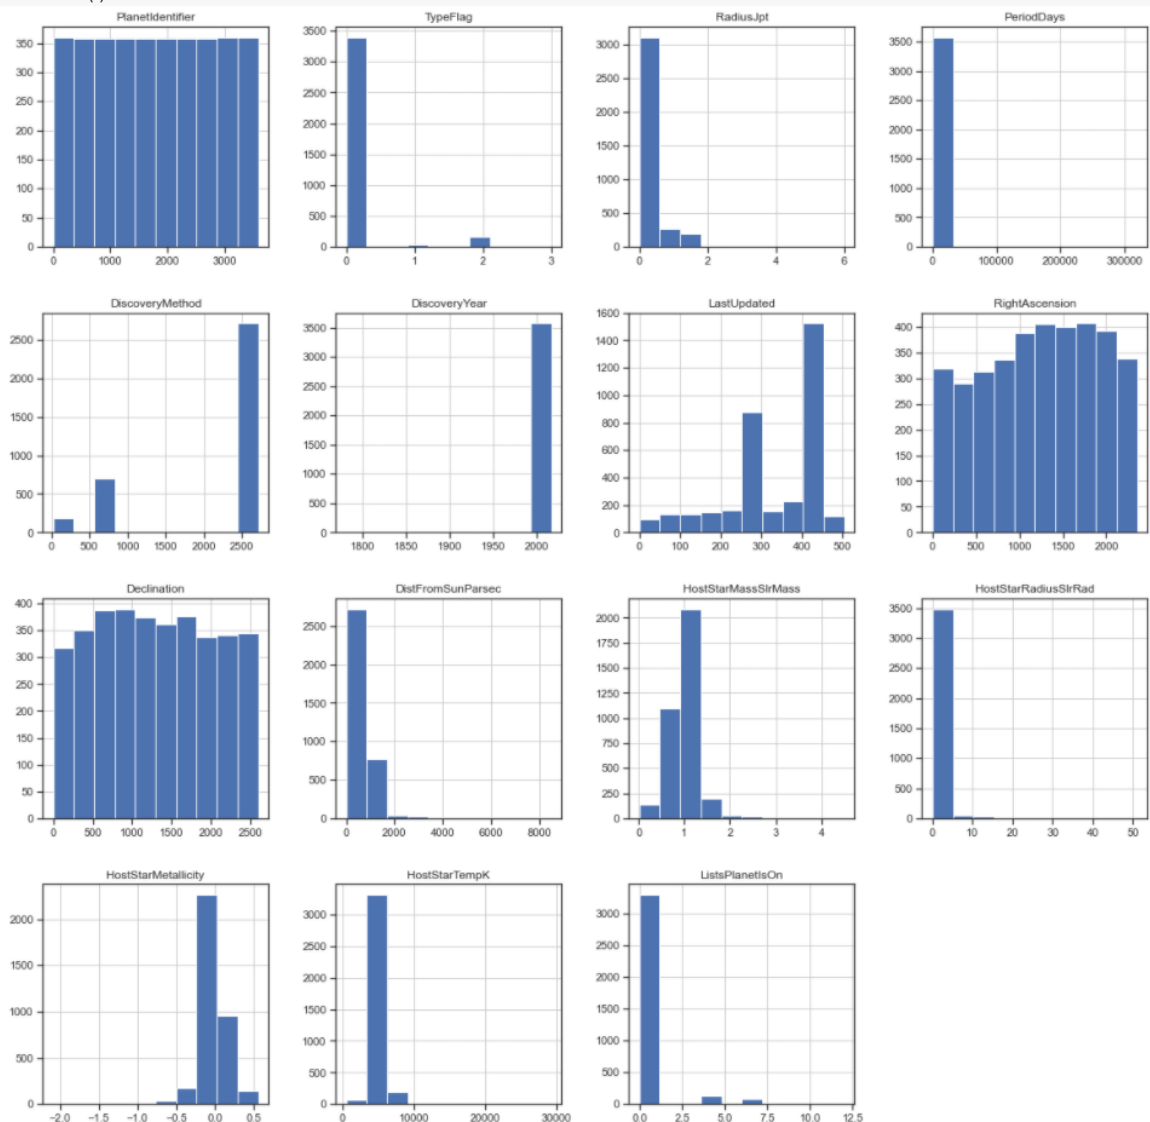 PlanetIdentifier TypeFlag RadiusJpt PeriodDays
350 3500 3000 3500
300 3000 2500 3000
250 2500 2000 2500
200 2000 1500 2000
150 1500 1000 1500
100 1000 500 1000
50 500 0 500
0 0 0
0 1000 2000 3000 0 1 2 3 0 2 4 6 0 100000 200000 300000
DiscoveryMethod DiscoveryYear LastUpdated RightAscension
2500 3500 1600 400
2000 3000 1400 350
1500 2500 1200 300
1000 2000 1000 250
500 1500 800 200
0 1000 600 150
500 400 100
0 200 50
0 0
0 500 1000 1500 2000 2500 1800 1850 1900 1950 2000 0 100 200 300 400 500 0 500 1000 1500 2000
Declination DistFromSunParsec HostStarMassSlrMass HostStarRadiusSlrRad
400 2500 2000 3500
350 2000 1750 3000
300 1500 1500 2500
250 1000 1250 2000
200 500 1000 1500
150 0 750 1000
100 500 500
50 250 0
0 0
0 500 1000 1500 2000 2500 0 2000 4000 6000 8000 0 1 2 3 4 0 10 20 30 40 50
HostStarMetallicity HostStarTempK ListsPlanetIsOn
2000 3000 3000
1500 2500 2500
1000 2000 2000
500 1500 1500
0 1000 1000
500 500
0 0
−2.0 −1.5 −1.0 −0.5 0.0 0.5 0 10000 20000 30000 0.0 2.5 5.0 7.5 10.0 12.5